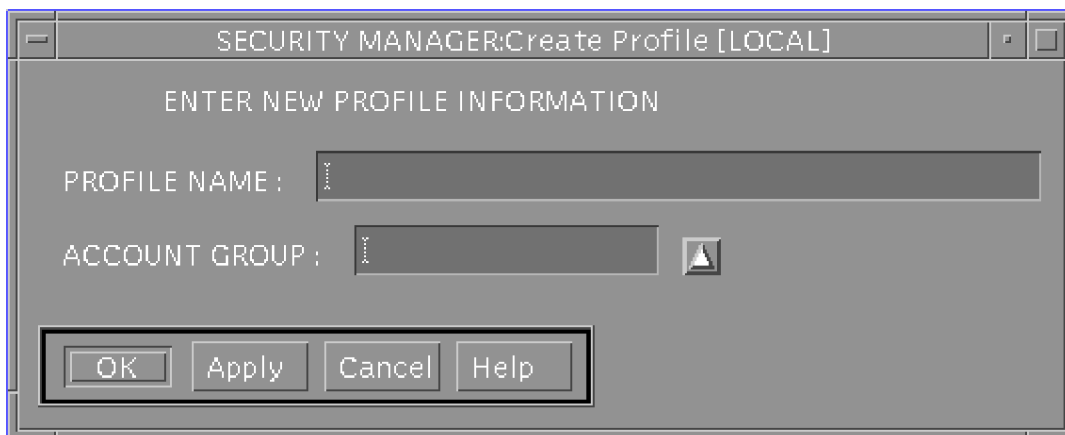 SECURITY MANAGER:Create Profile [LOCAL]
ENTER NEW PROFILE INFORMATION
PROFILE NAME :
ACCOUNT GROUP :
OK Apply Cancel Help